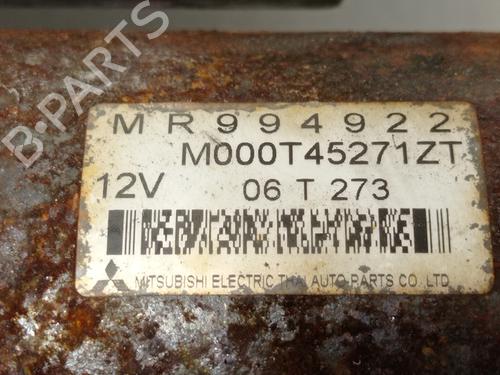 B-PARTS
MR994922
M000T45271ZT
12V 06 T 273
MITSUBISHI ELECTRIC THAI AUTO PARTS CO. LTD.